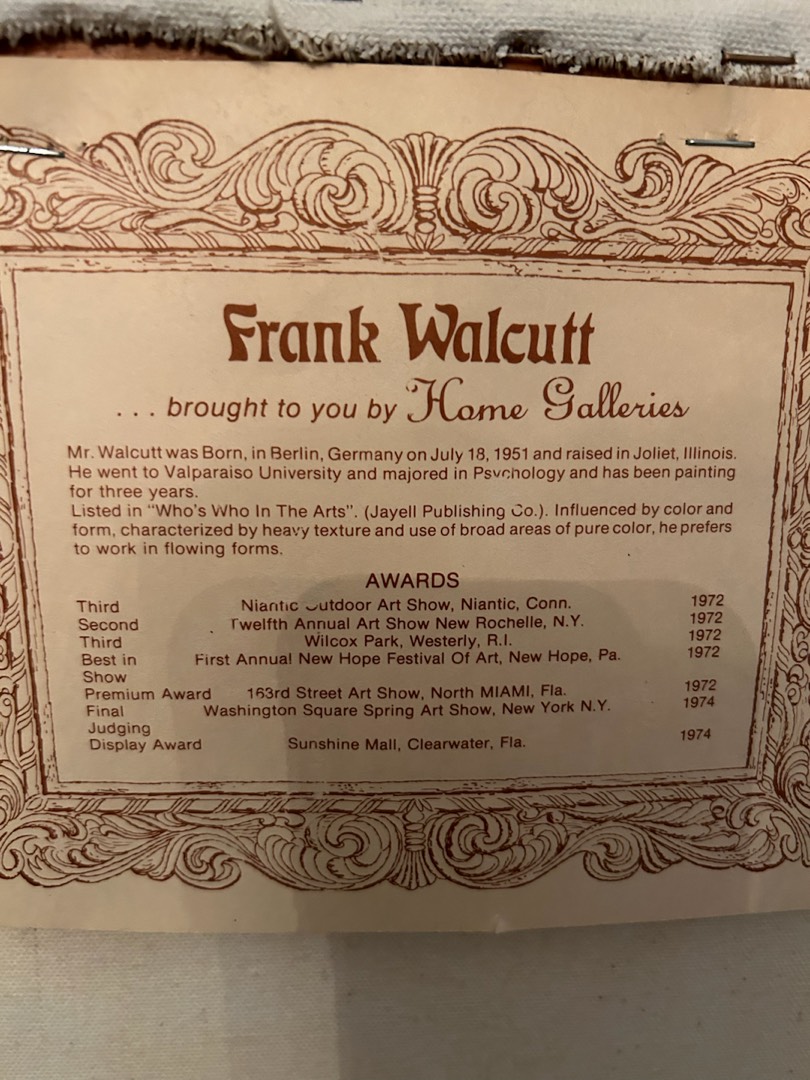 Frank Walcutt
. . . brought to you by Home Galleries
Mr. Walcutt was Born, in Berlin, Germany on July 18, 1951 and raised in Joliet, Illinois.
He went to Valparaiso University and majored in Psychology and has been painting
for three years.
Listed in "Who's Who In The Arts". (Jayell Publishing Co.). Influenced by color and
form, characterized by heavy texture and use of broad areas of pure color, he prefers
to work in flowing forms.
AWARDS
Third Niantic Outdoor Art Show, Niantic, Conn. 1972
Second Twelfth Annual Art Show New Rochelle, N.Y. 1972
Third Wilcox Park, Westerly, R.I. 1972
Best in First Annual New Hope Festival Of Art, New Hope, Pa. 1972
Show
Premium Award 163rd Street Art Show, North MIAMI, Fla. 1972
Final Washington Square Spring Art Show, New York N.Y. 1974
Judging
Display Award Sunshine Mall, Clearwater, Fla. 1974